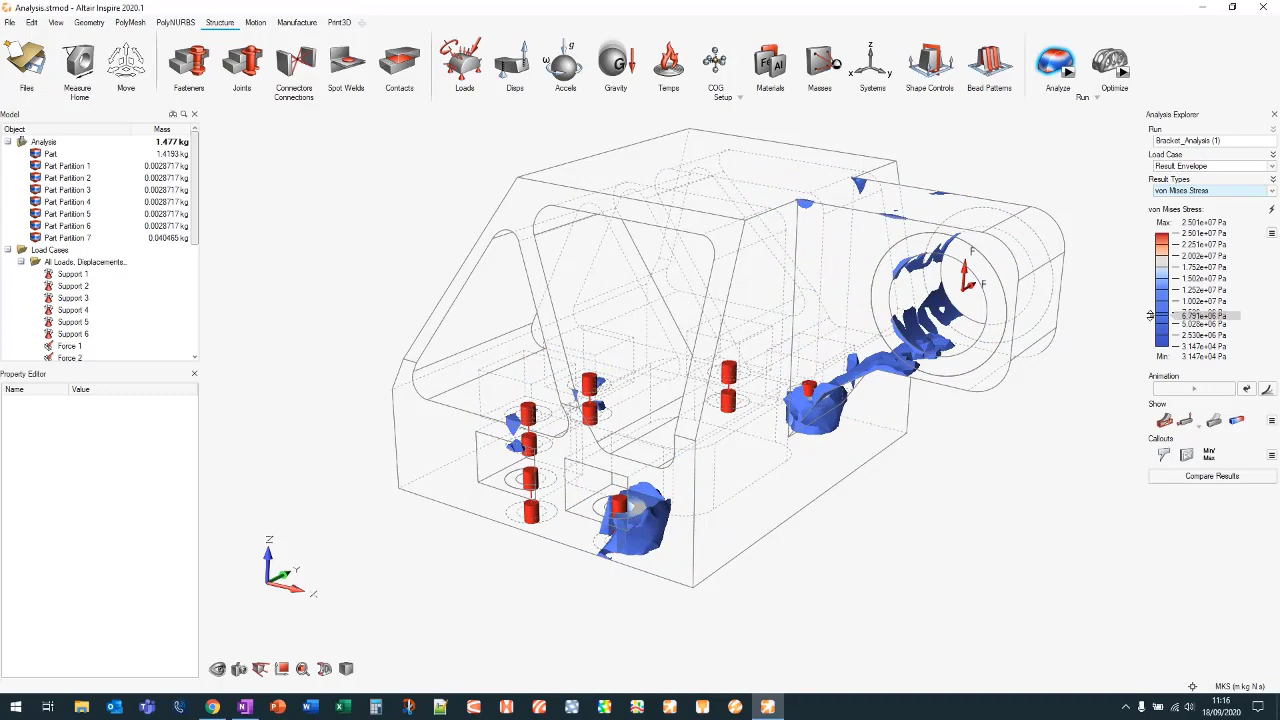 Analysis.stmod - Altair Inspire 2020.1
File Edit View Geometry PolyMesh PolyNURBS Structure Motion Manufacture Print3D
Files Measure Move Fasteners Joints Connectors Spot Welds Contacts Loads Disps Accels Gravity Temps COG Materials Masses Systems Shape Controls Bead Patterns Analyze Optimize
Home Connections Setup Run
Model
Object Mass
Analysis 1.477 kg
Part 1.4193 kg
Part Partition 1 0.0028717 kg
Part Partition 2 0.0028717 kg
Part Partition 3 0.0028717 kg
Part Partition 4 0.0028717 kg
Part Partition 5 0.0028717 kg
Part Partition 6 0.0028717 kg
Part Partition 7 0.040465 kg
Load Cases
All Loads, Displacements...
Support 1
Support 2
Support 3
Support 4
Support 5
Support 6
Force 1
Force 2
Property Editor
Name Value
F
F
Z
Y
X
Analysis Explorer
Run
Bracket_Analysis (1)
Load Case
Result Envelope
Result Types
von Mises Stress
von Mises Stress:
Max: 2.501e+07 Pa
2.501e+07 Pa
2.251e+07 Pa
2.002e+07 Pa
1.752e+07 Pa
1.502e+07 Pa
1.252e+07 Pa
1.002e+07 Pa
6.791e+06 Pa
5.028e+06 Pa
2.530e+06 Pa
3.147e+04 Pa
Min: 3.147e+04 Pa
Animation
Show
Callouts
Min/
Max
Compare Results
MKS (m kg N s)
11:16
18/09/2020